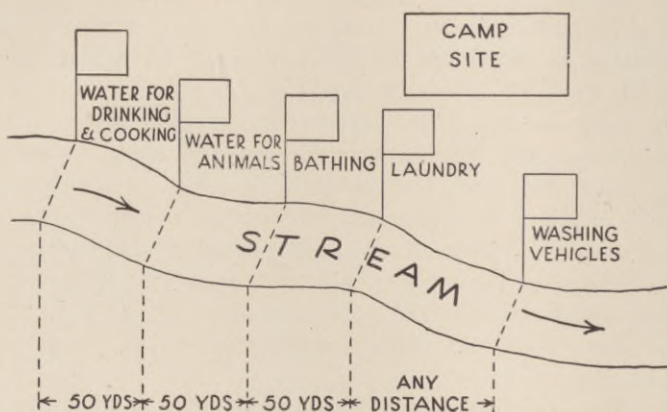 CAMP
SITE
WATER FOR
DRINKING
& COOKING
WATER FOR
ANIMALS
BATHING
LAUNDRY
WASHING
VEHICLES
STREAM
50 YDS
50 YDS
50 YDS
ANY
DISTANCE